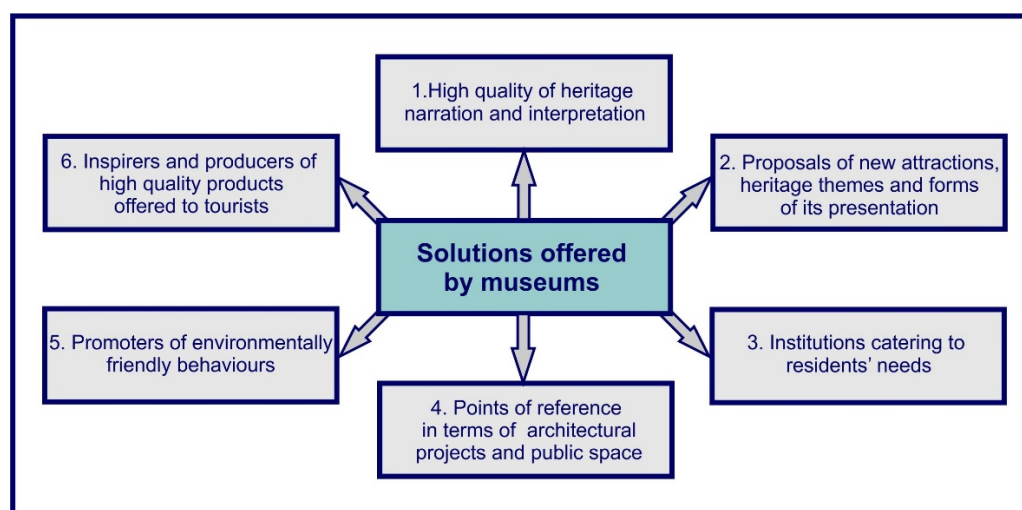 1.High quality of heritage
narration and interpretation
6. Inspirers and producers of
high quality products
offered to tourists
2. Proposals of new attractions,
heritage themes and forms
of its presentation
Solutions offered
by museums
5. Promoters of environmentally
friendly behaviours
3. Institutions catering to
residents’ needs
4. Points of reference
in terms of architectural
projects and public space